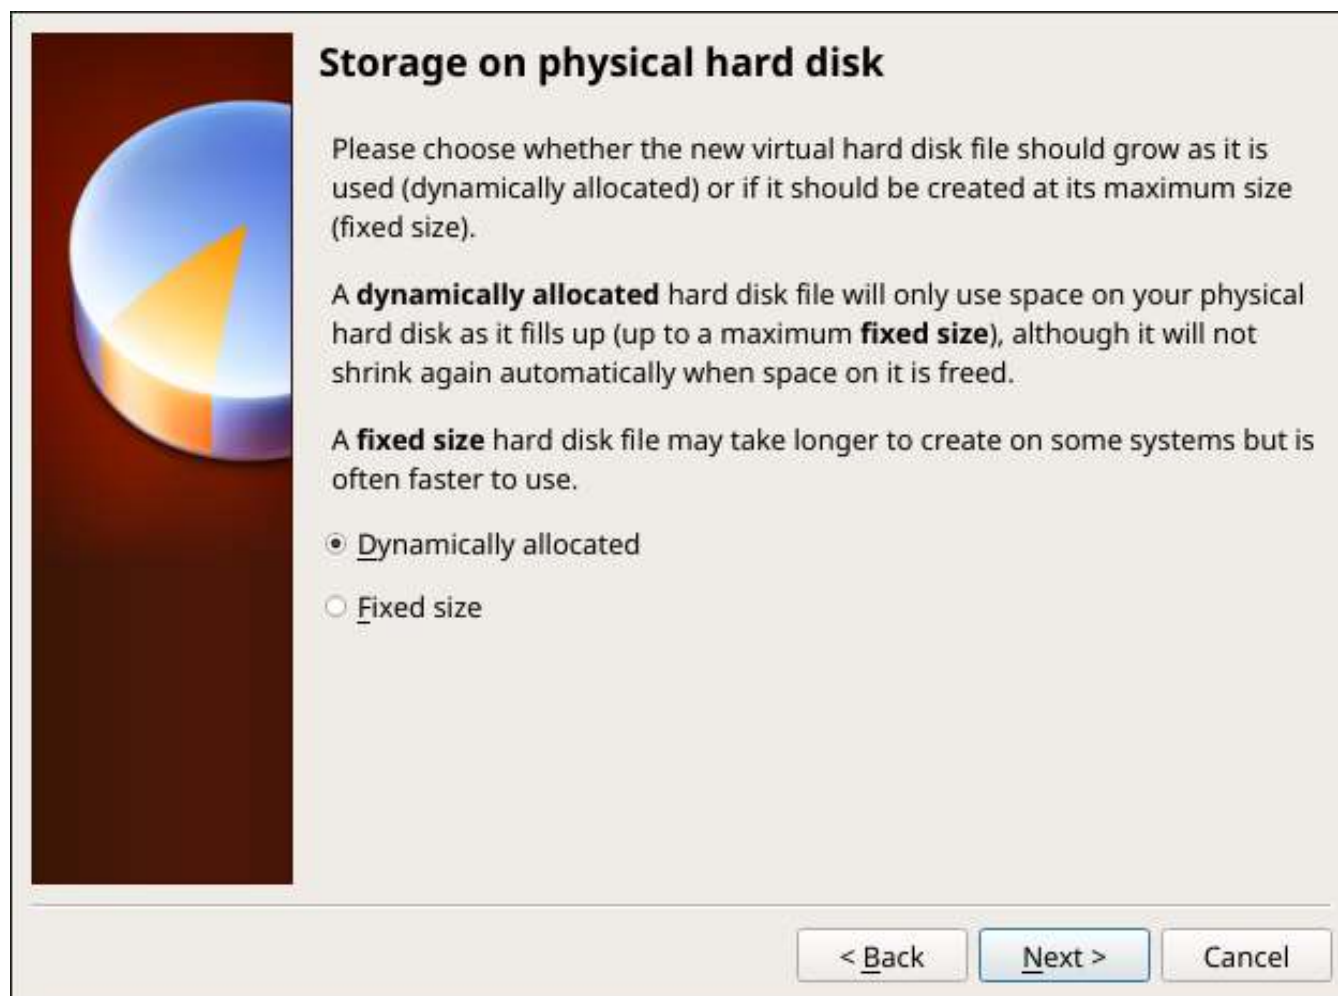 Storage on physical hard disk
Please choose whether the new virtual hard disk file should grow as it is
used (dynamically allocated) or if it should be created at its maximum size
(fixed size).
A dynamically allocated hard disk file will only use space on your physical
hard disk as it fills up (up to a maximum fixed size), although it will not
shrink again automatically when space on it is freed.
A fixed size hard disk file may take longer to create on some systems but is
often faster to use.
Dynamically allocated
Fixed size
< Back Next > Cancel